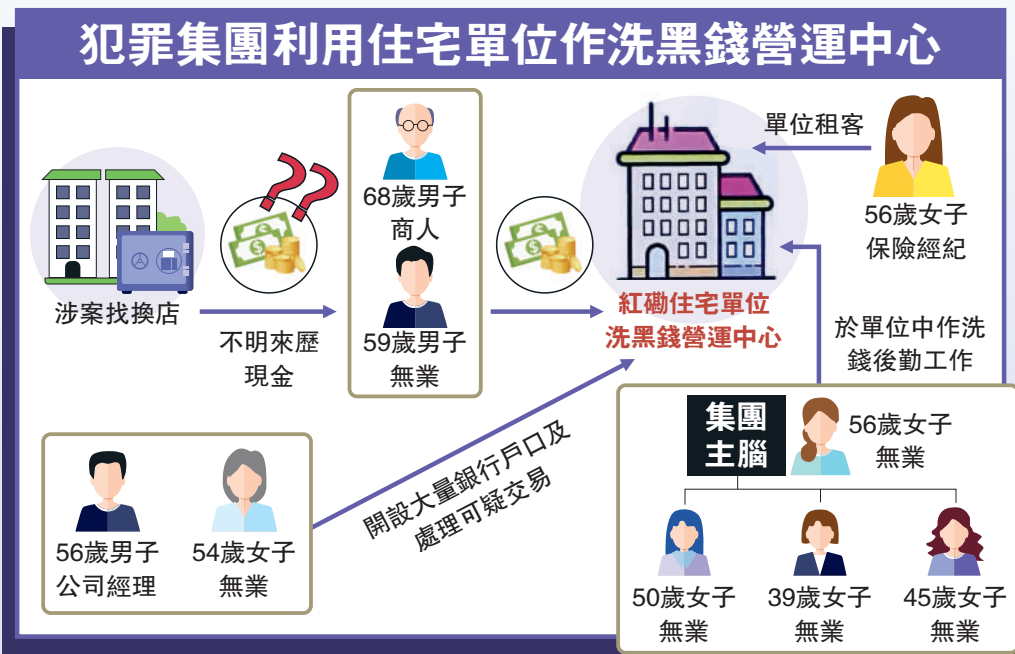 犯罪集團利用住宅單位作洗黑錢營運中心
涉案找換店
不明來歷
現金
68歲男子
商人
59歲男子
無業
紅磡住宅單位
洗黑錢營運中心
單位租客
56歲女子
保險經紀
於單位中作洗
錢後勤工作
56歲男子
公司經理
54歲女子
無業
開設大量銀行戶口及
處理可疑交易
集團
主腦
56歲女子
無業
50歲女子
無業
39歲女子
無業
45歲女子
無業